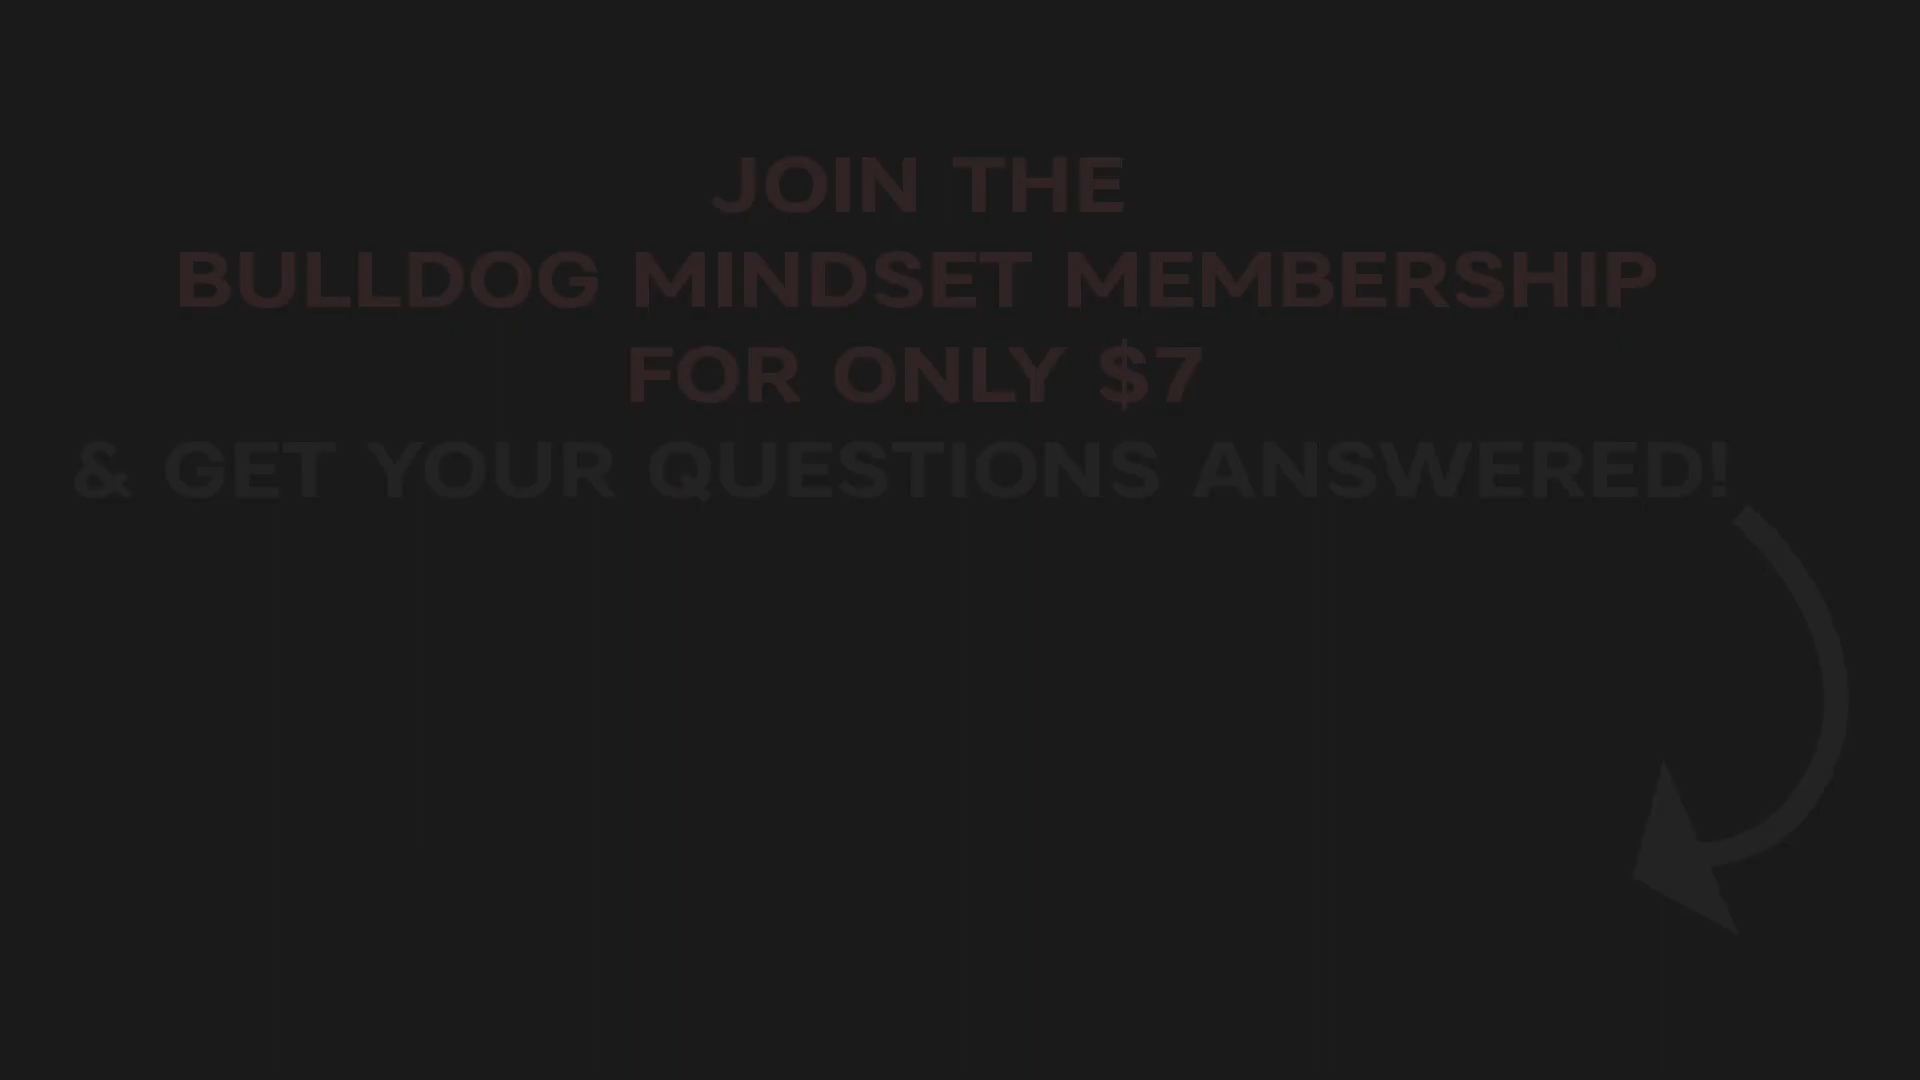 JOIN THE
BULLDOG MINDSET MEMBERSHIP
FOR ONLY $7
& GET YOUR QUESTIONS ANSWERED!